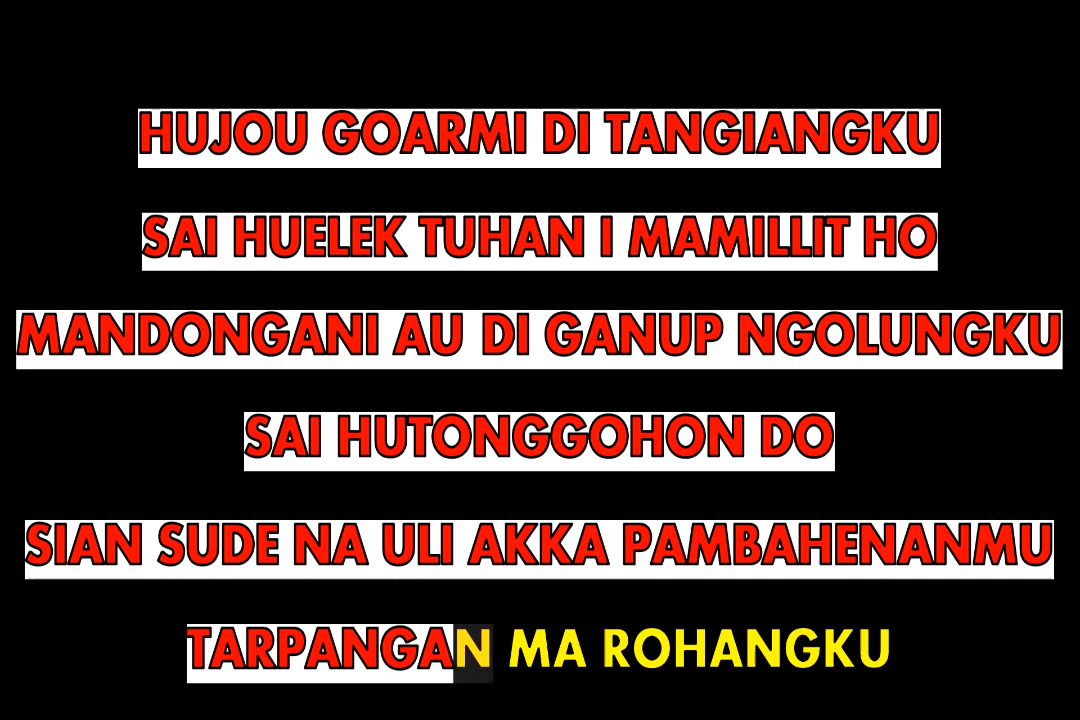 HUJOU GOARMI DI TANGIANGKU
SAI HUELEK TUHAN I MAMILLIT HO
MANDONGANI AU DI GANUP NGOLUNGKU
SAI HUTONGGOHON DO
SIAN SUDE NA ULI AKKA PAMBAHENANMU
TARPANGAN MA ROHANGKU